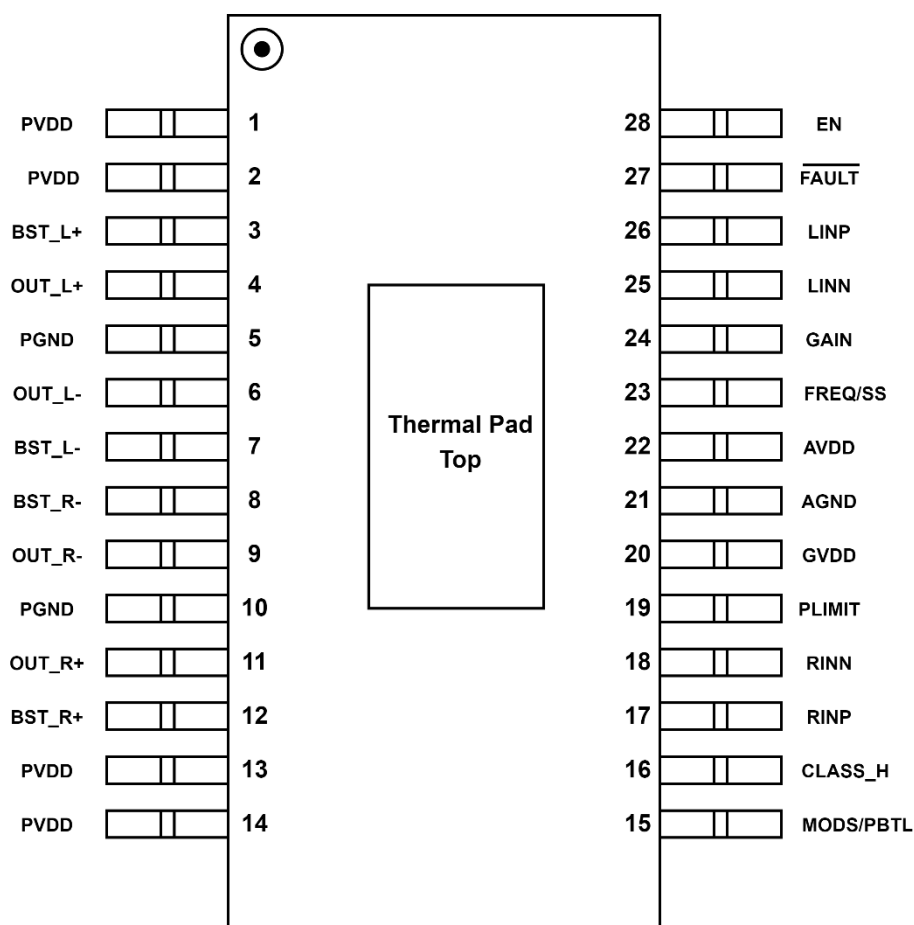 PVDD 1 28 EN
PVDD 2 27 FAULT
BST_L+ 3 26 LINP
OUT_L+ 4 25 LINN
PGND 5 24 GAIN
OUT_L- 6 23 FREQ/SS
BST_L- 7 22 AVDD
BST_R- 8 21 AGND
OUT_R- 9 20 GVDD
PGND 10 19 PLIMIT
OUT_R+ 11 18 RINN
BST_R+ 12 17 RINP
PVDD 13 16 CLASS_H
PVDD 14 15 MODS/PBTL
Thermal Pad
Top